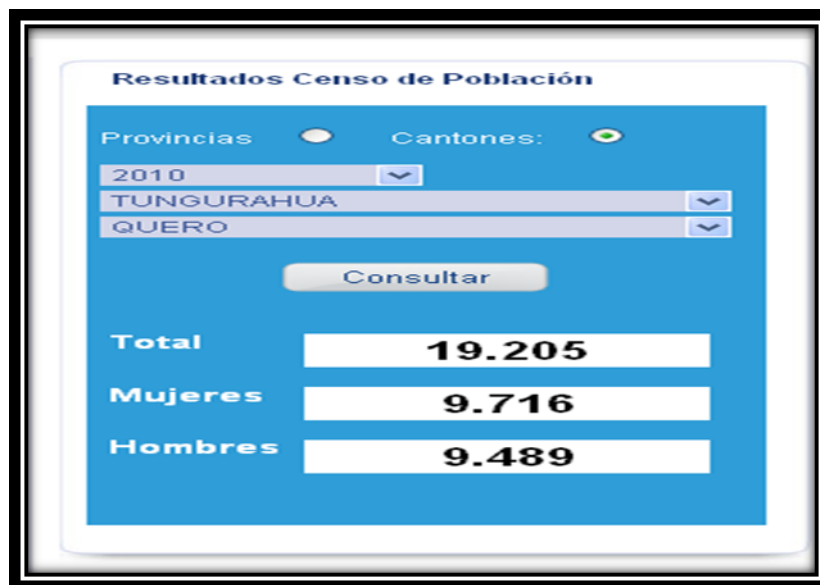 Resultados Censo de Población
Provincias Cantones:
2010
TUNGURAHUA
QUERO
Consultar
Total 19.205
Mujeres 9.716
Hombres 9.489